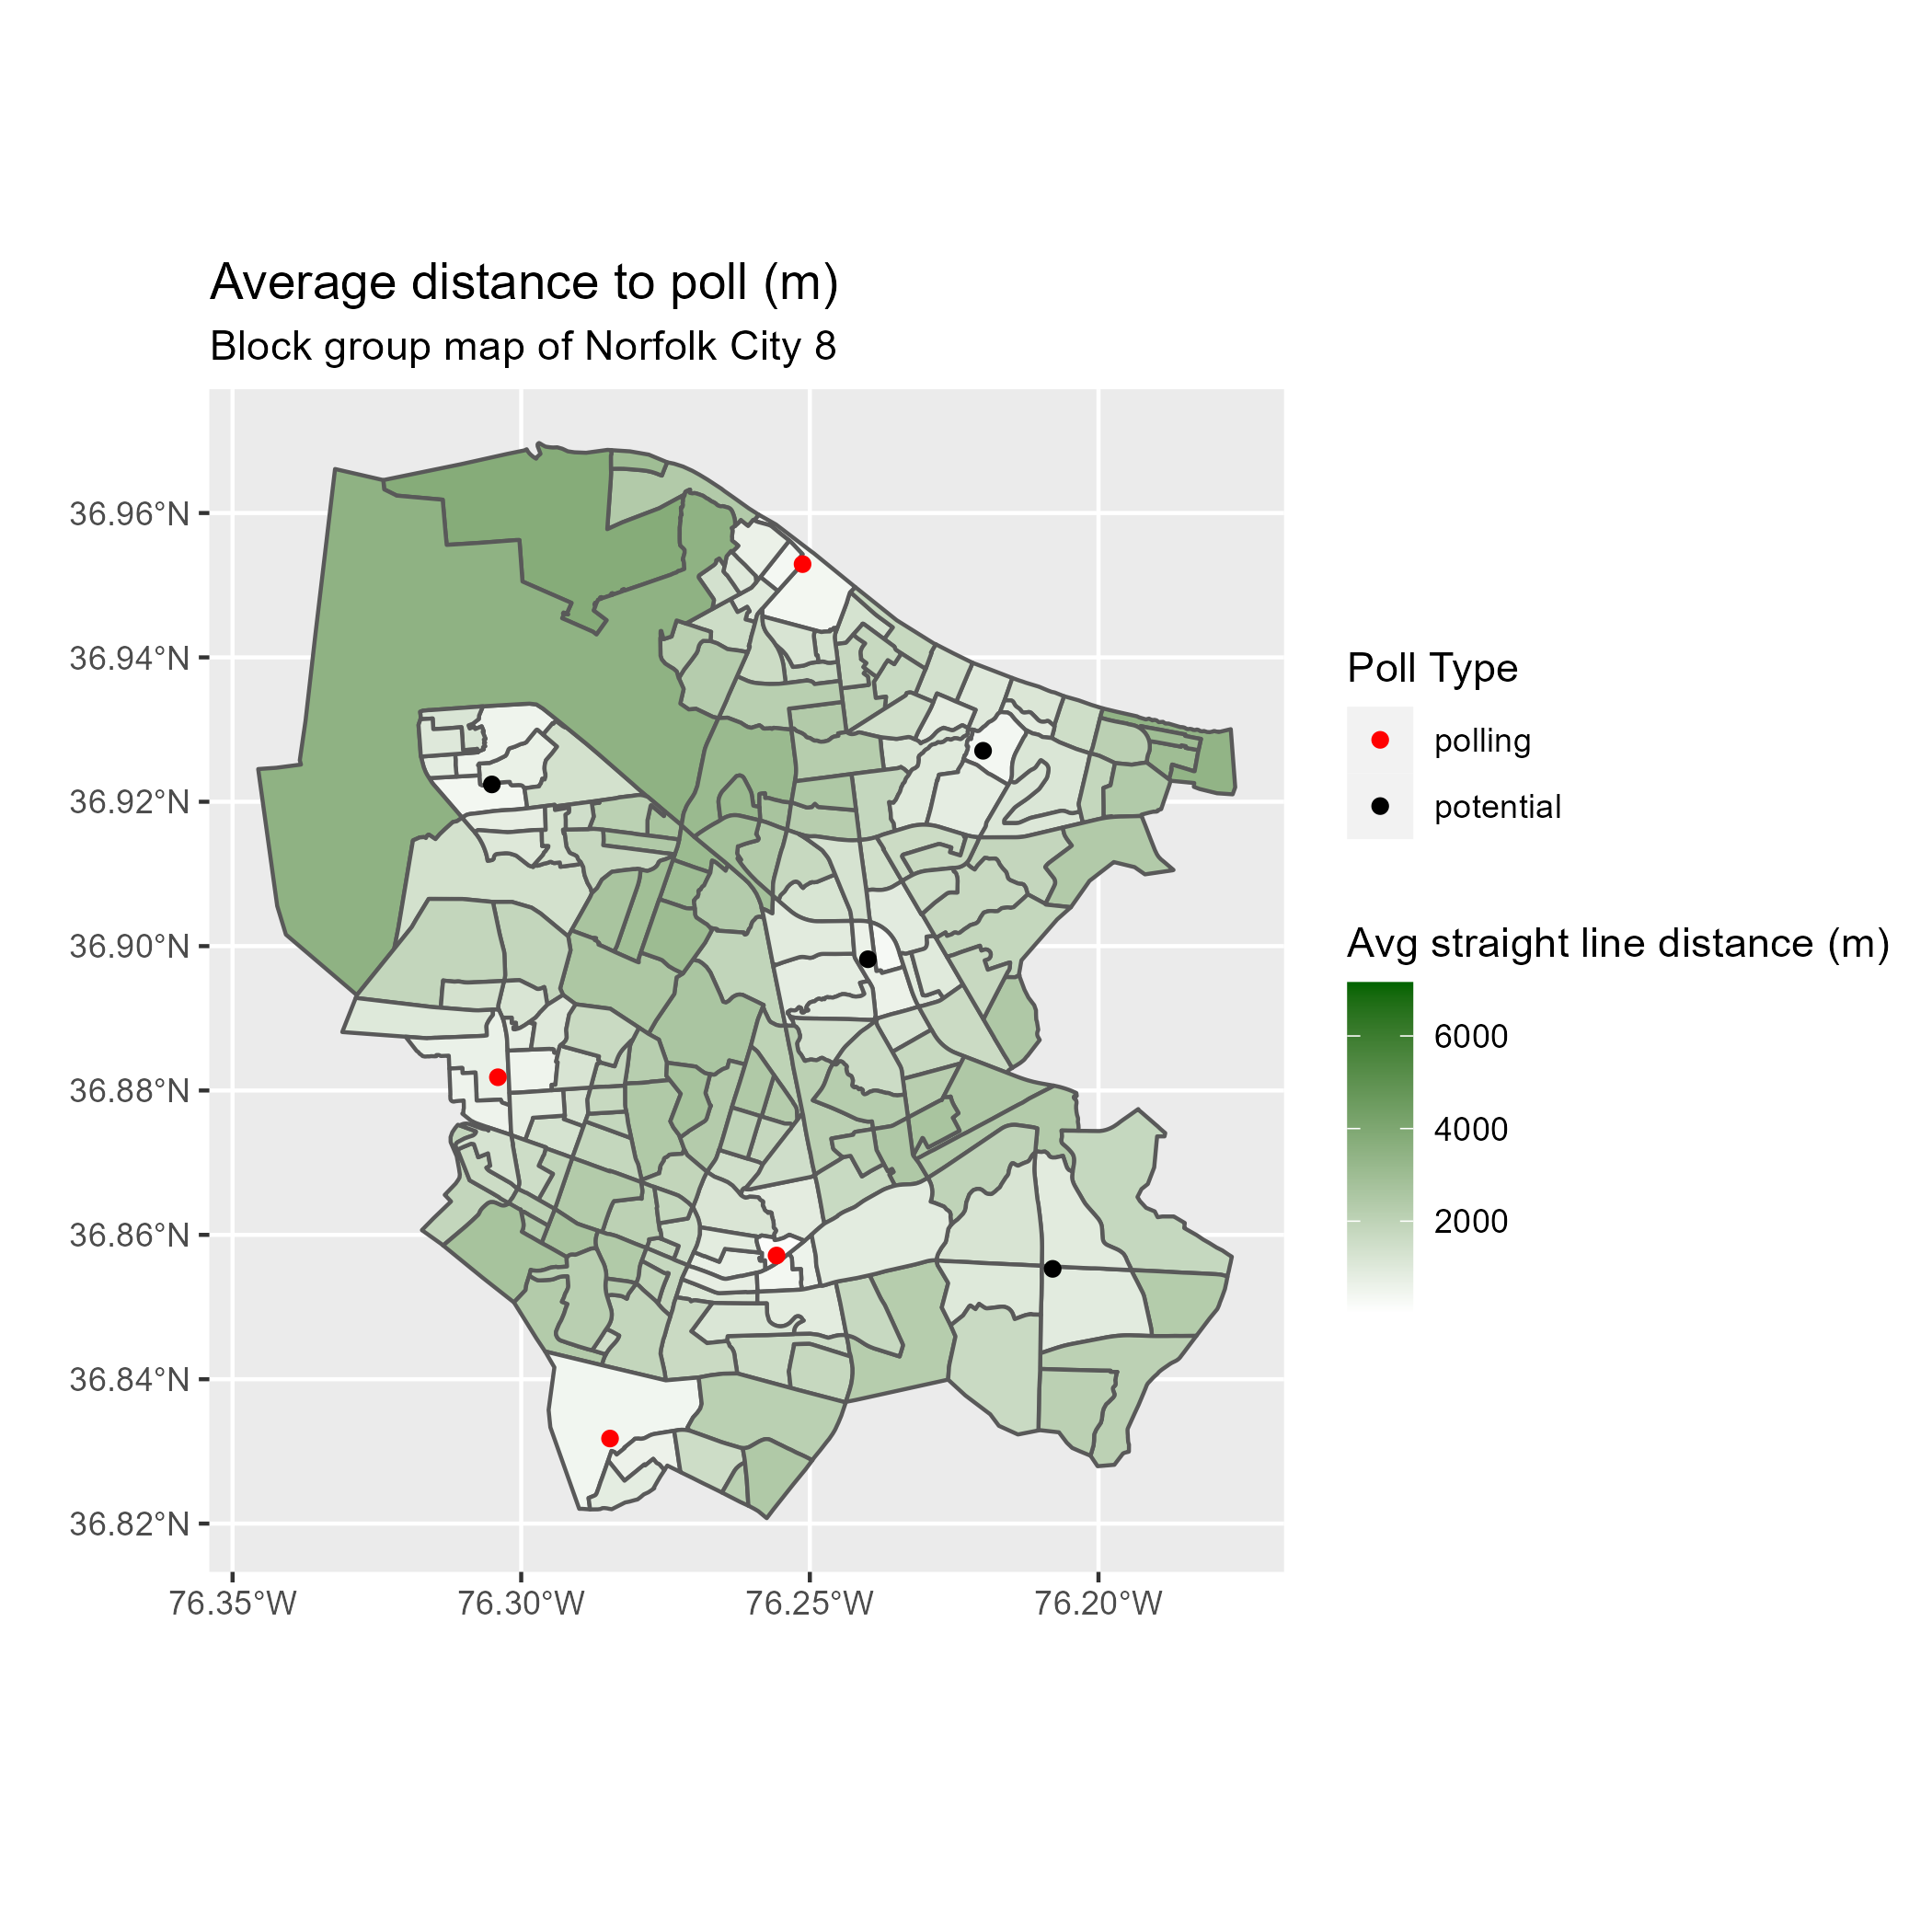 Average distance to poll (m)
Block group map of Norfolk City 8
36.96°N
36.94°N
36.92°N
36.90°N
36.88°N
36.86°N
36.84°N
36.82°N
76.35°W
76.30°W
76.25°W
76.20°W
Poll Type
polling
potential
Avg straight line distance (m)
6000
4000
2000